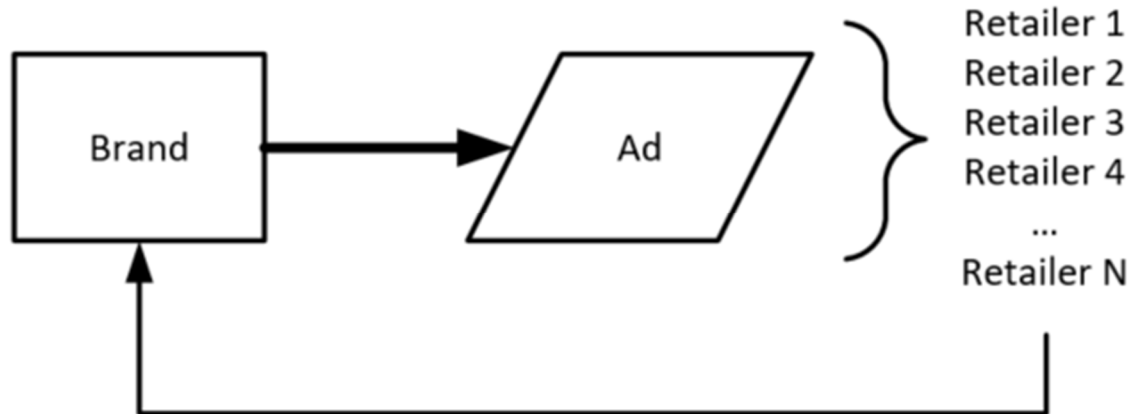 Brand
Ad
Retailer 1
Retailer 2
Retailer 3
Retailer 4
...
Retailer N